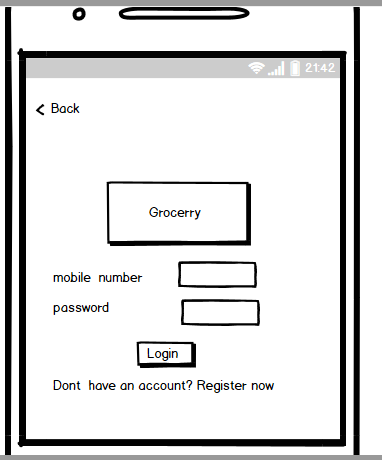 21:42
Back
Grocerry
mobile number
password
Login
Dont have an account? Register now